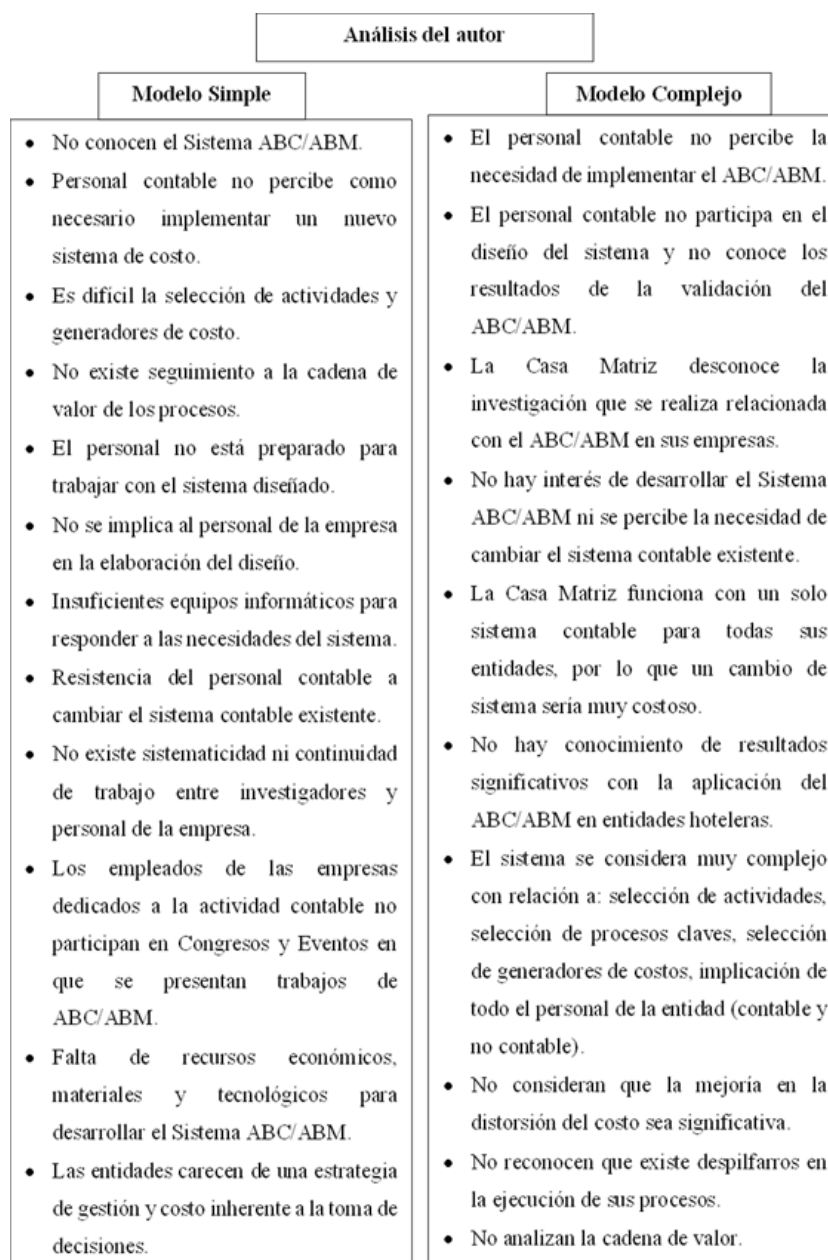 Análisis del autor
Modelo Simple
• No conocen el Sistema ABC/ABM.
• Personal contable no percibe como
necesario implementar un nuevo
sistema de costo.
• Es difícil la selección de actividades y
generadores de costo.
• No existe seguimiento a la cadena de
valor de los procesos.
• El personal no está preparado para
trabajar con el sistema diseñado.
• No se implica al personal de la empresa
en la elaboración del diseño.
• Insuficientes equipos informáticos para
responder a las necesidades del sistema.
• Resistencia del personal contable a
cambiar el sistema contable existente.
• No existe sistematicidad ni continuidad
de trabajo entre investigadores y
personal de la empresa.
• Los empleados de las empresas
dedicados a la actividad contable no
participan en Congresos y Eventos en
que se presentan trabajos de
ABC/ABM.
• Falta de recursos económicos,
materiales y tecnológicos para
desarrollar el Sistema ABC/ABM.
• Las entidades carecen de una estrategia
de gestión y costo inherente a la toma de
decisiones.
Modelo Complejo
• El personal contable no percibe la
necesidad de implementar el ABC/ABM.
• El personal contable no participa en el
diseño del sistema y no conoce los
resultados de la validación del
ABC/ABM.
• La Casa Matriz desconoce la
investigación que se realiza relacionada
con el ABC/ABM en sus empresas.
• No hay interés de desarrollar el Sistema
ABC/ABM ni se percibe la necesidad de
cambiar el sistema contable existente.
• La Casa Matriz funciona con un solo
sistema contable para todas sus
entidades, por lo que un cambio de
sistema sería muy costoso.
• No hay conocimiento de resultados
significativos con la aplicación del
ABC/ABM en entidades hoteleras.
• El sistema se considera muy complejo
con relación a: selección de actividades,
selección de procesos claves, selección
de generadores de costos, implicación de
todo el personal de la entidad (contable y
no contable).
• No consideran que la mejoría en la
distorsión del costo sea significativa.
• No reconocen que existe despilfarros en
la ejecución de sus procesos.
• No analizan la cadena de valor.